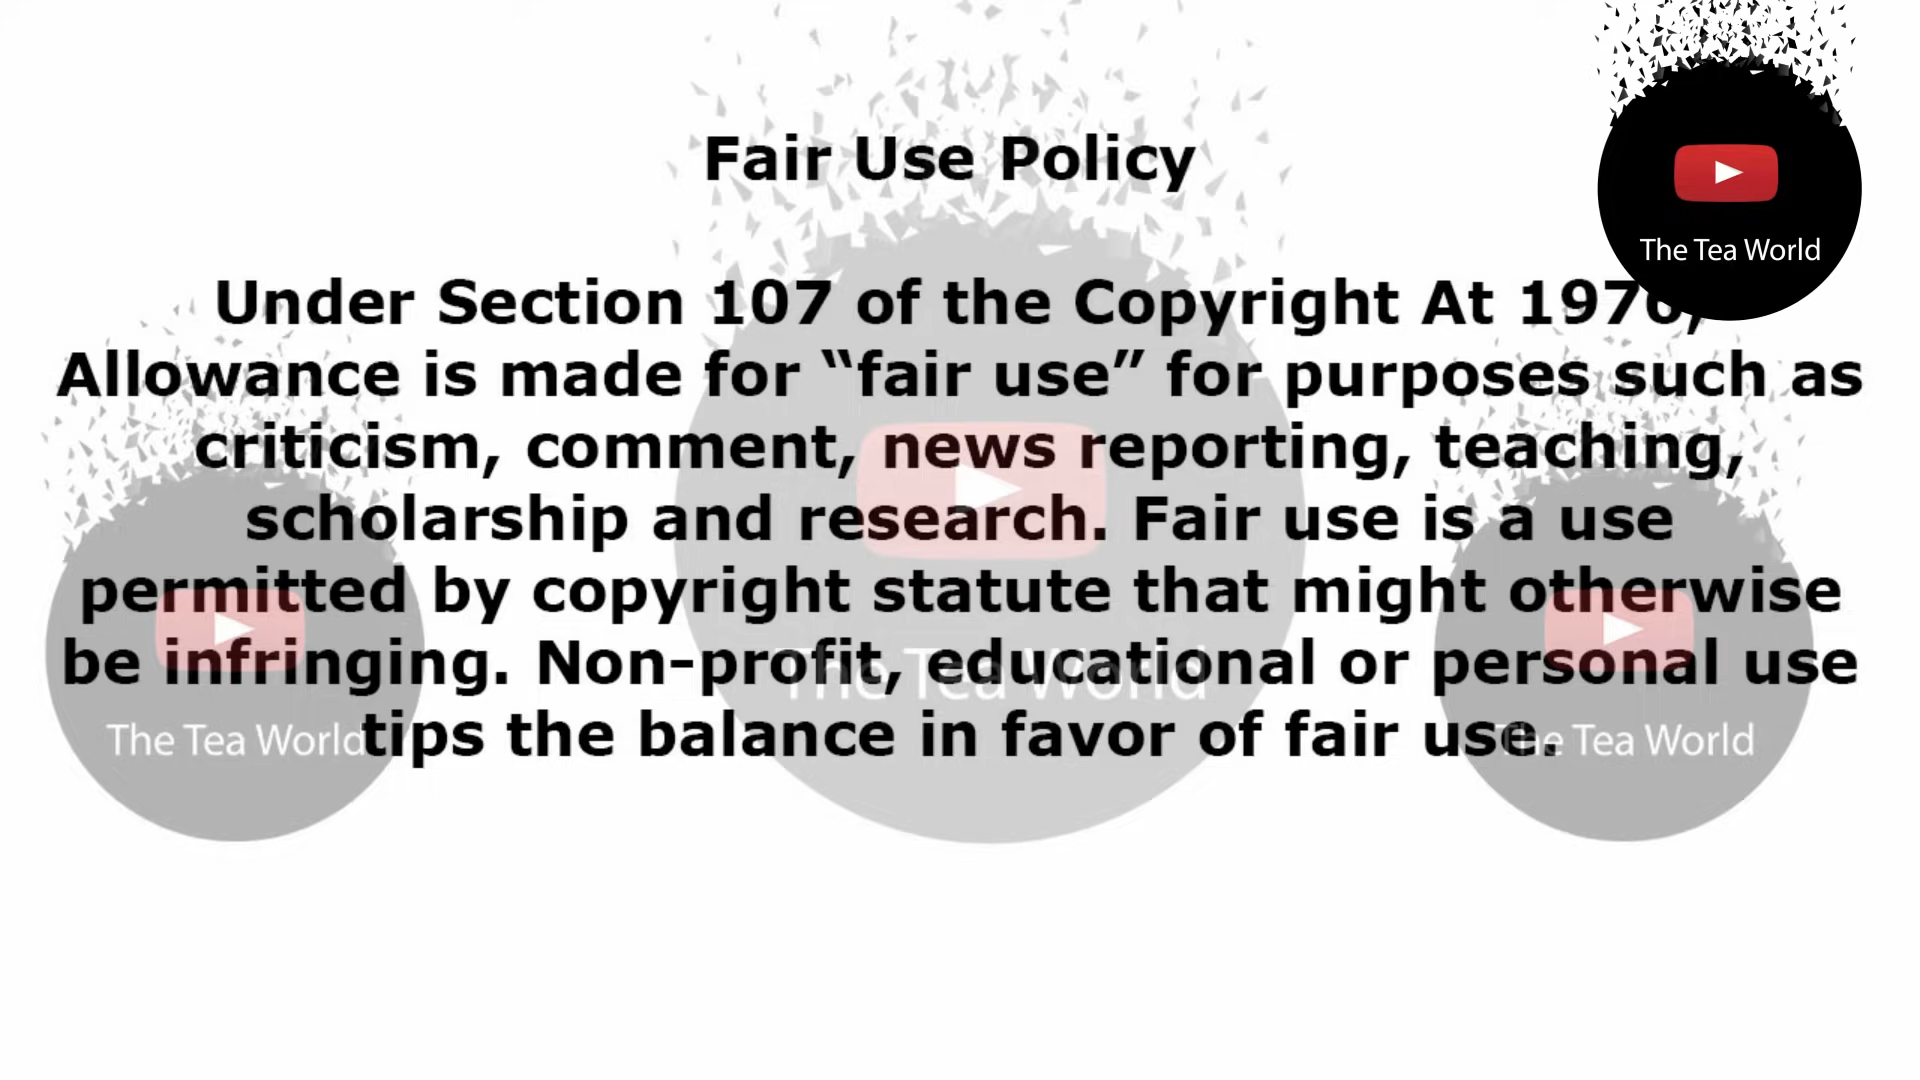 Fair Use Policy
The Tea World
Under Section 107 of the Copyright At 1976,
Allowance is made for “fair use” for purposes such as
criticism, comment, news reporting, teaching,
scholarship and research. Fair use is a use
permitted by copyright statute that might otherwise
be infringing. Non-profit, educational or personal use
The Tea World
tips the balance in favor of fair use.
The Tea World
The Tea World